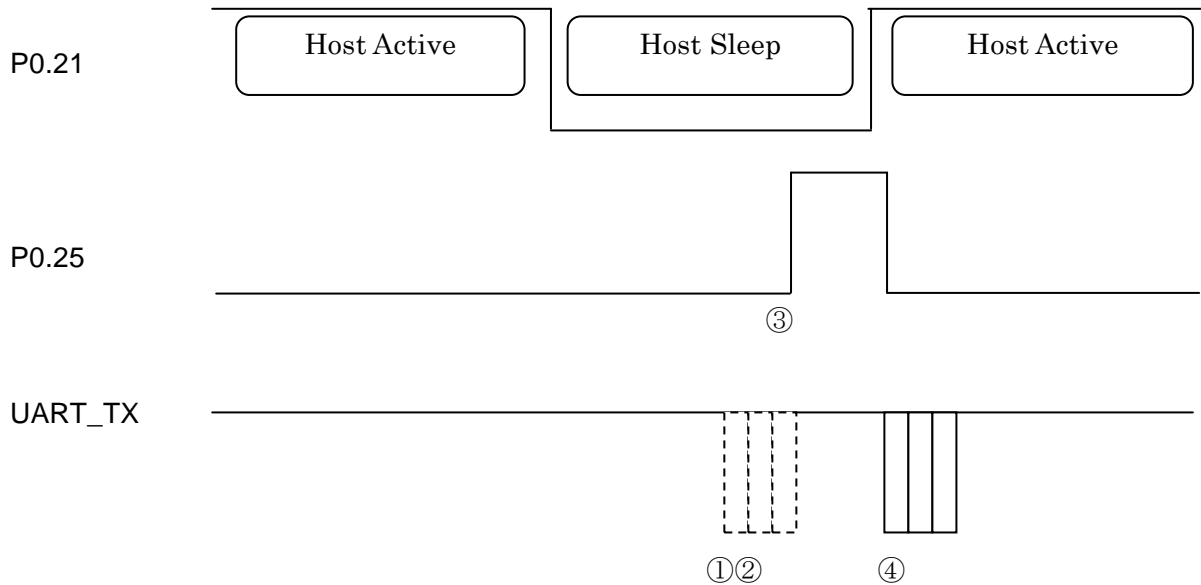 P0.21
Host Active
Host Sleep
Host Active
P0.25
③
UART_TX
①②
④